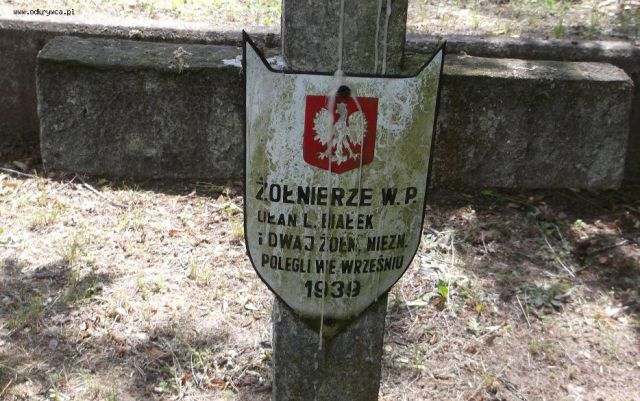 www.odkrywca.pl
ŻOŁNIERZE W.P.
UŁAN L. BIAŁEK
i DWAJ ŻOŁN. NIEZN.
POLEGLI WE WRZEŚNIU
1939